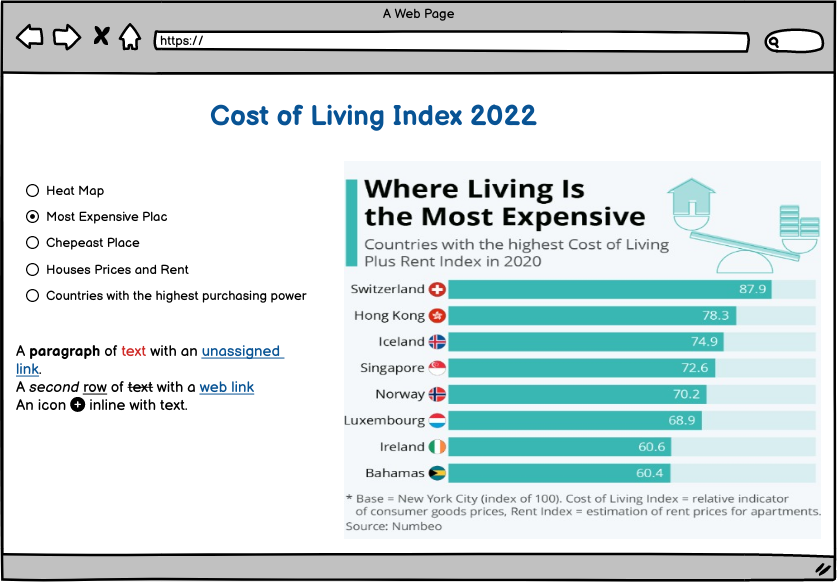 A Web Page
https://
Cost of Living Index 2022
Heat Map
Most Expensive Plac
Chepeast Place
Houses Prices and Rent
Countries with the highest purchasing power
A paragraph of text with an unassigned
link.
A second row of text with a web link
An icon + inline with text.
Where Living Is
the Most Expensive
Countries with the highest Cost of Living
Plus Rent Index in 2020
Switzerland 87.9
Hong Kong 78.3
Iceland 74.9
Singapore 72.6
Norway 70.2
Luxembourg 68.9
Ireland 60.6
Bahamas 60.4
* Base = New York City (index of 100). Cost of Living Index = relative indicator
of consumer goods prices, Rent Index = estimation of rent prices for apartments.
Source: Numbeo